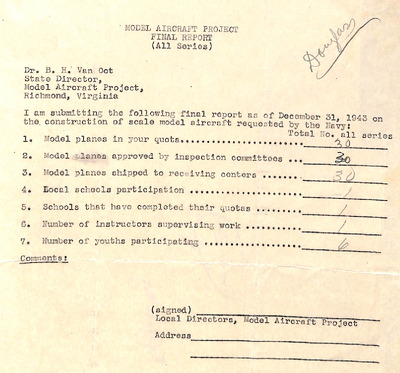 MODEL AIRCRAFT PROJECT
FINAL REPORT
(All Series)
Douglass
Dr. B. H. Van Oot
State Director,
Model Aircraft Project,
Richmond, Virginia
I am submitting the following final report as of December 31, 1943 on
the construction of scale model aircraft requested by the Navy:
Total No. all series
1. Model planes in your quota........................30
2. Model planes approved by inspection committees ...30
3. Model planes shipped to receiving centers ........30
4. Local schools participation ......................1
5. Schools that have completed their quotas .........1
6. Number of instructors supervising work ...........1
7. Number of youths participating ...................6
Comments:
(signed)
Local Directors, Model Aircraft Project
Address